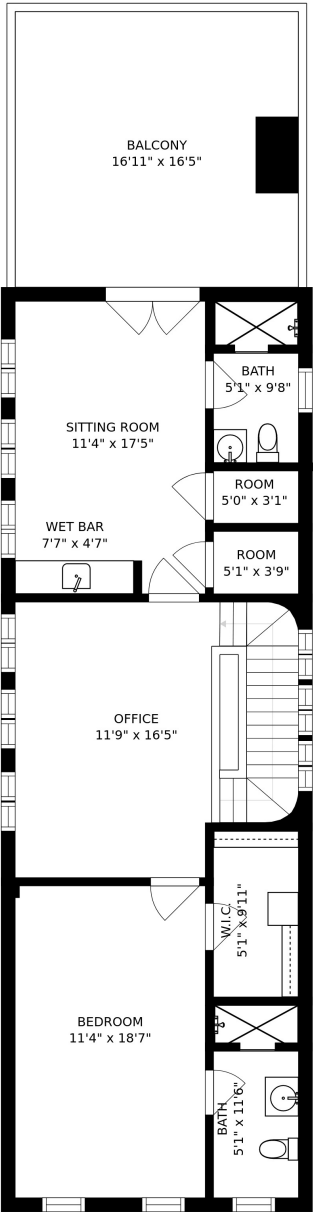 BALCONY
16'11" x 16'5"
BATH
5'1" x 9'8"
SITTING ROOM
11'4" x 17'5"
ROOM
5'0" x 3'1"
WET BAR
7'7" x 4'7"
ROOM
5'1" x 3'9"
OFFICE
11'9" x 16'5"
W.I.C.
5'1" x 9'11"
BEDROOM
11'4" x 18'7"
BATH
5'1" x 11'6"